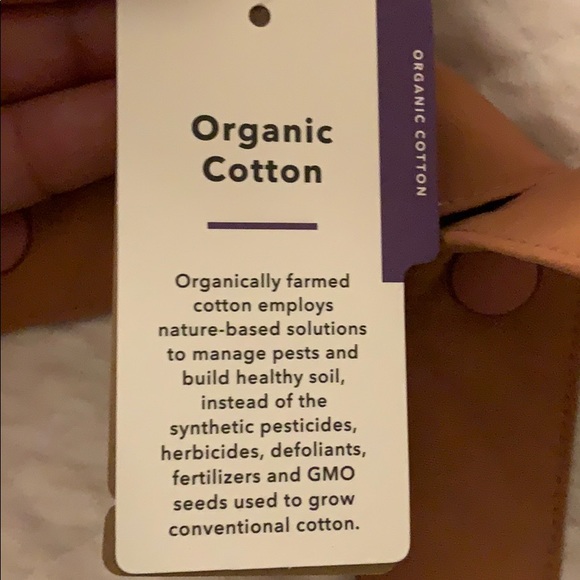 Organic
Cotton
ORGANIC COTTON
Organically farmed
cotton employs
nature-based solutions
to manage pests and
build healthy soil,
instead of the
synthetic pesticides,
herbicides, defoliants,
fertilizers and GMO
seeds used to grow
conventional cotton.